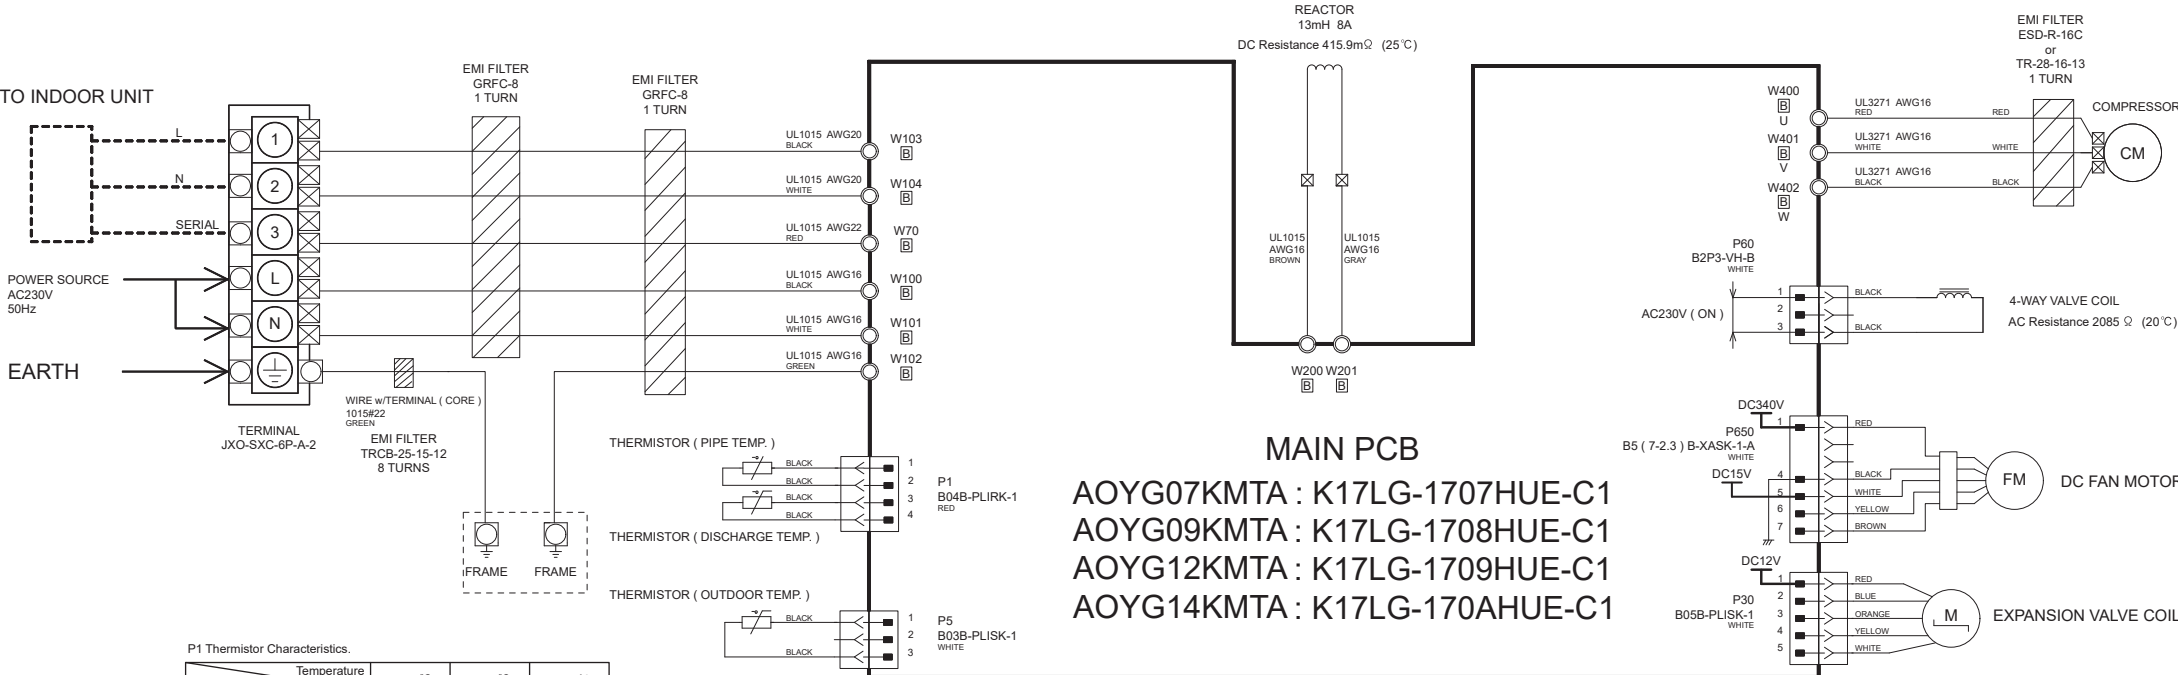 REACTOR
13mH 8A
DC Resistance 415.9mΩ (25℃)
EMI FILTER
ESD-R-16C
or
TR-28-16-13
1 TURN
EMI FILTER
GRFC-8
1 TURN
EMI FILTER
GRFC-8
1 TURN
TO INDOOR UNIT
L
N
SERIAL
1
2
3
L
N
POWER SOURCE
AC230V
50Hz
EARTH
TERMINAL
JXO-SXC-6P-A-2
WIRE w/TERMINAL ( CORE )
1015#22
GREEN
EMI FILTER
TRCB-25-15-12
8 TURNS
FRAME
FRAME
UL1015 AWG20
BLACK
W103
B
UL1015 AWG20
WHITE
W104
B
UL1015 AWG22
RED
W70
B
UL1015 AWG16
BLACK
W100
B
UL1015 AWG16
WHITE
W101
B
UL1015 AWG16
GREEN
W102
B
UL1015
AWG16
BROWN
UL1015
AWG16
GRAY
W200 W201
B B
W400
B
U
W401
B
V
W402
B
W
UL3271 AWG16
RED
RED
UL3271 AWG16
WHITE
WHITE
UL3271 AWG16
BLACK
BLACK
COMPRESSOR
CM
P60
B2P3-VH-B
WHITE
AC230V ( ON )
1
2
3
BLACK
BLACK
4-WAY VALVE COIL
AC Resistance 2085 Ω (20℃)
DC340V
P650
B5 ( 7-2.3 ) B-XASK-1-A
WHITE
DC15V
1
4
5
6
7
RED
BLACK
WHITE
YELLOW
BROWN
FM
DC FAN MOTOR
DC12V
P30
B05B-PLISK-1
WHITE
1
2
3
4
5
RED
BLUE
ORANGE
YELLOW
WHITE
M
EXPANSION VALVE COIL
THERMISTOR ( PIPE TEMP. )
BLACK
BLACK
BLACK
BLACK
1
2
3
4
P1
B04B-PLIRK-1
RED
THERMISTOR ( DISCHARGE TEMP. )
THERMISTOR ( OUTDOOR TEMP. )
BLACK
BLACK
1
2
3
P5
B03B-PLISK-1
WHITE
MAIN PCB
AOYG07KMTA : K17LG-1707HUE-C1
AOYG09KMTA : K17LG-1708HUE-C1
AOYG12KMTA : K17LG-1709HUE-C1
AOYG14KMTA : K17LG-170AHUE-C1
P1 Thermistor Characteristics.
Temperature